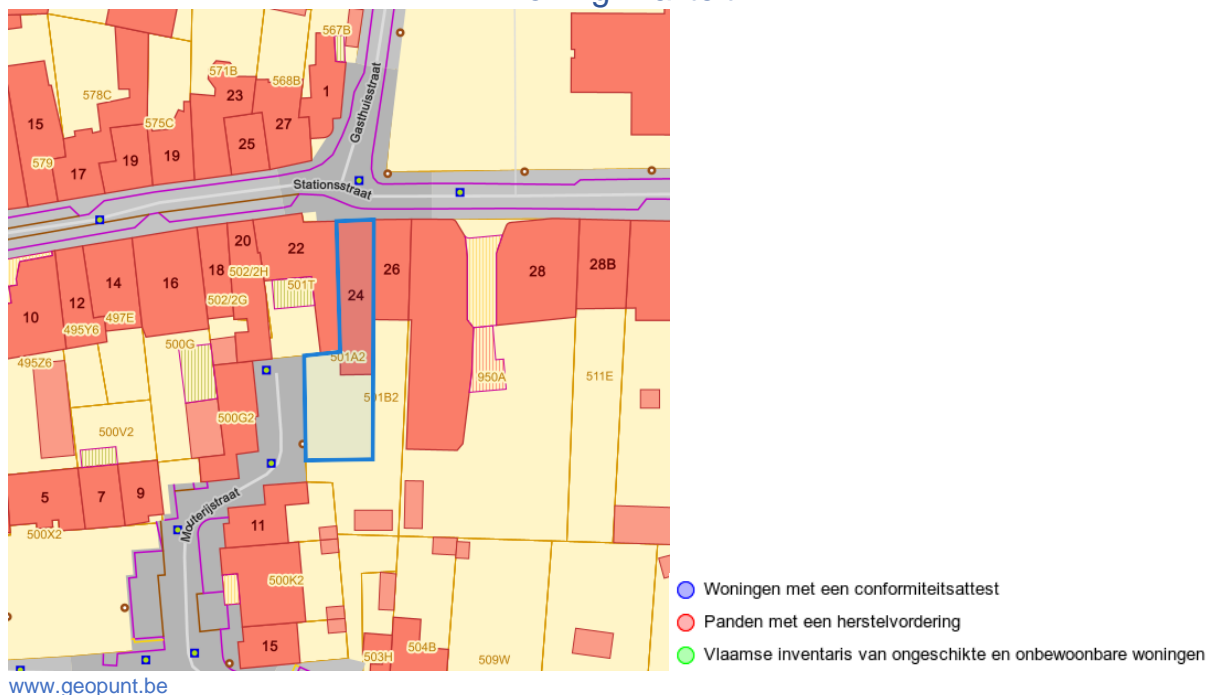 567B
571B
568B
578C
23
1
15
575C
27
Gasthuisstraat
25
579
17
19
19
Stationsstraat
20
22
18
502/2H
26
28
28B
14
16
501T
24
12
10
502/2G
497E
495Y6
500G
495Z6
501A2
950A
511E
501B2
500G2
500V2
5
7
9
Mouterijstraat
500X2
11
500K2
15
504B
503H
509W
Woningen met een conformiteitsattest
Panden met een herstelvordering
Vlaamse inventaris van ongeschikte en onbewoonbare woningen
www.geopunt.be